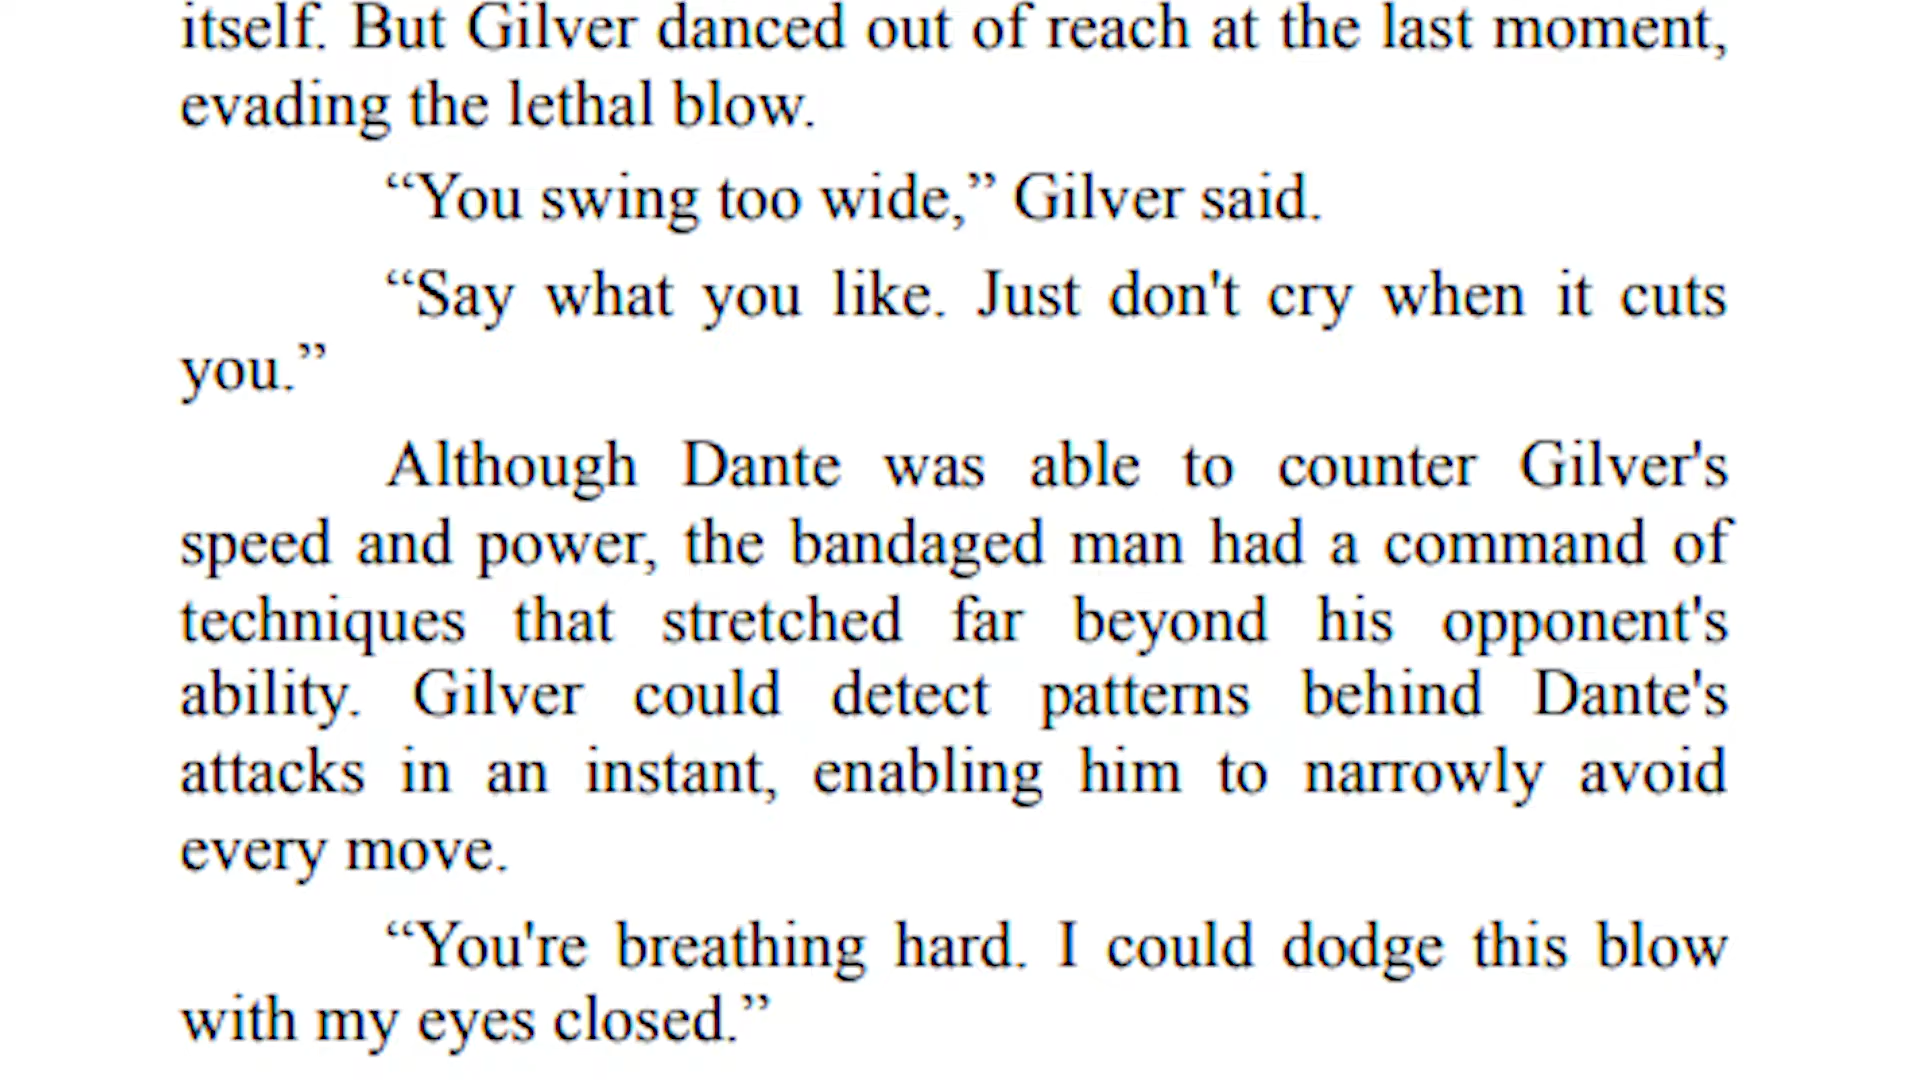 itself. But Gilver danced out of reach at the last moment,
evading the lethal blow.
“You swing too wide,” Gilver said.
“Say what you like. Just don't cry when it cuts
you.”
Although Dante was able to counter Gilver's
speed and power, the bandaged man had a command of
techniques that stretched far beyond his opponent's
ability. Gilver could detect patterns behind Dante's
attacks in an instant, enabling him to narrowly avoid
every move.
“You're breathing hard. I could dodge this blow
with my eyes closed.”